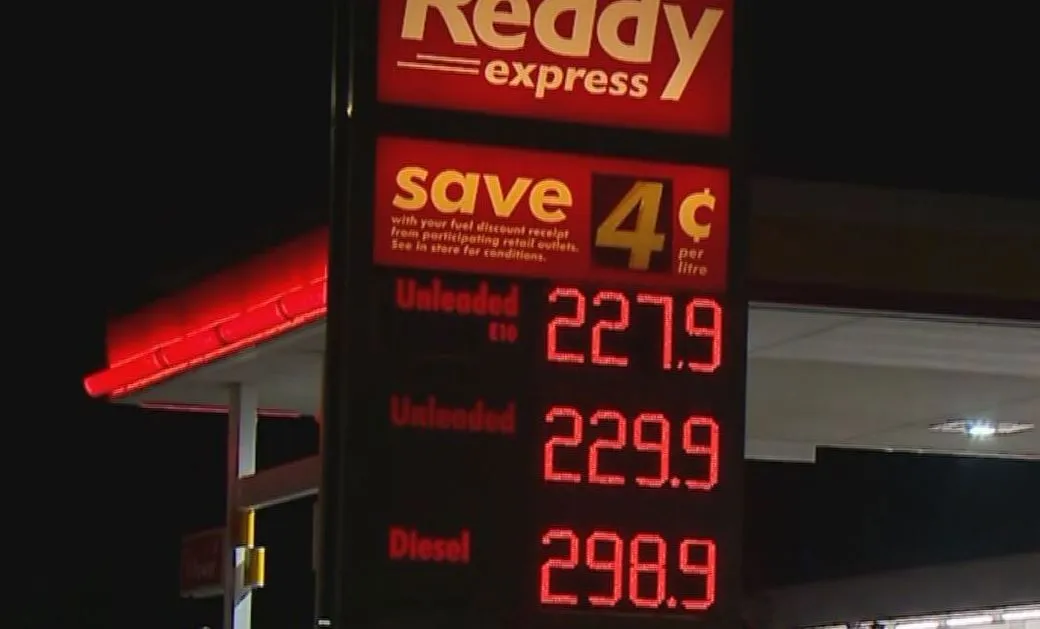 Reddy
express
save 4 ¢
with your fuel discount receipt
from participating retail outlets.
See in store for conditions.
per
litre
Unleaded 227.9
E10
Unleaded 229.9
Diesel 298.9